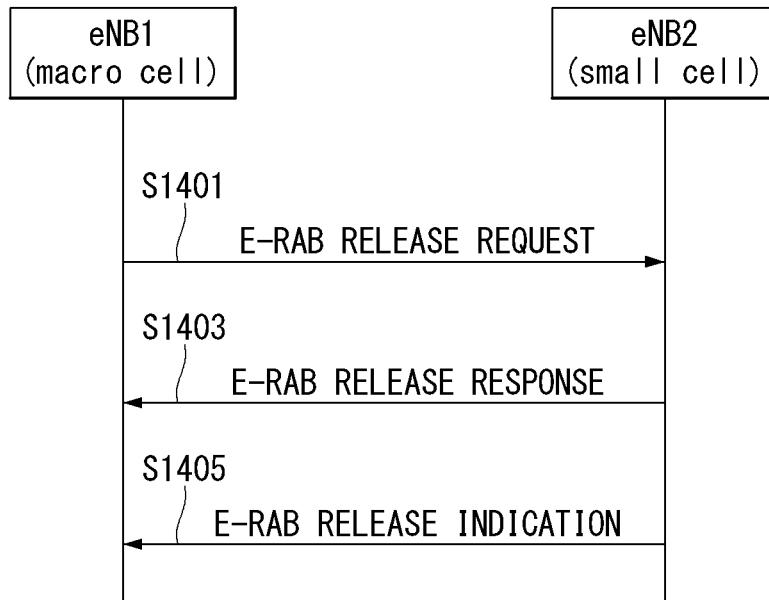 eNB1
(macro cell)
eNB2
(small cell)
S1401
E-RAB RELEASE REQUEST
S1403
E-RAB RELEASE RESPONSE
S1405
E-RAB RELEASE INDICATION